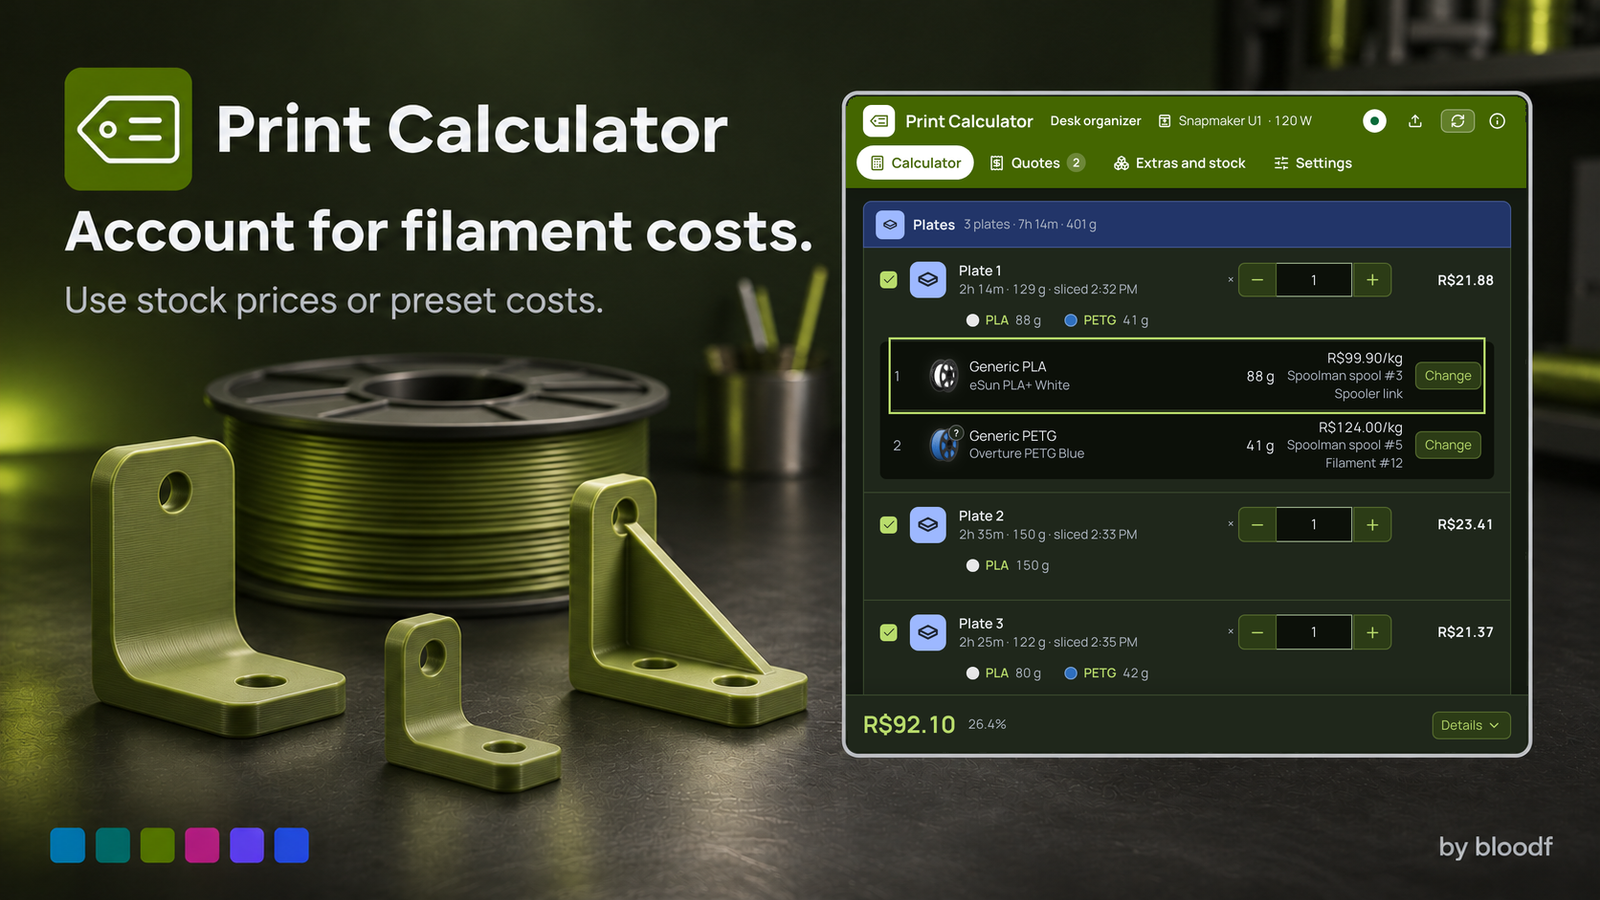 Print Calculator
Account for filament costs.
Use stock prices or preset costs.
Print Calculator Desk organizer Snapmaker U1 · 120 W
Calculator Quotes 2 Extras and stock Settings
Plates 3 plates · 7h 14m · 401 g
Plate 1
2h 14m · 129 g · sliced 2:32 PM
× − 1 + R$21.88
PLA 88 g PETG 41 g
1 Generic PLA
eSun PLA+ White
88 g
R$99.90/kg
Spoolman spool #3
Spooler link
Change
2 Generic PETG
Overture PETG Blue
?
41 g
R$124.00/kg
Spoolman spool #5
Filament #12
Change
Plate 2
2h 35m · 150 g · sliced 2:33 PM
× − 1 + R$23.41
PLA 150 g
Plate 3
2h 25m · 122 g · sliced 2:35 PM
× − 1 + R$21.37
PLA 80 g PETG 42 g
R$92.10 26.4% Details
by bloodf